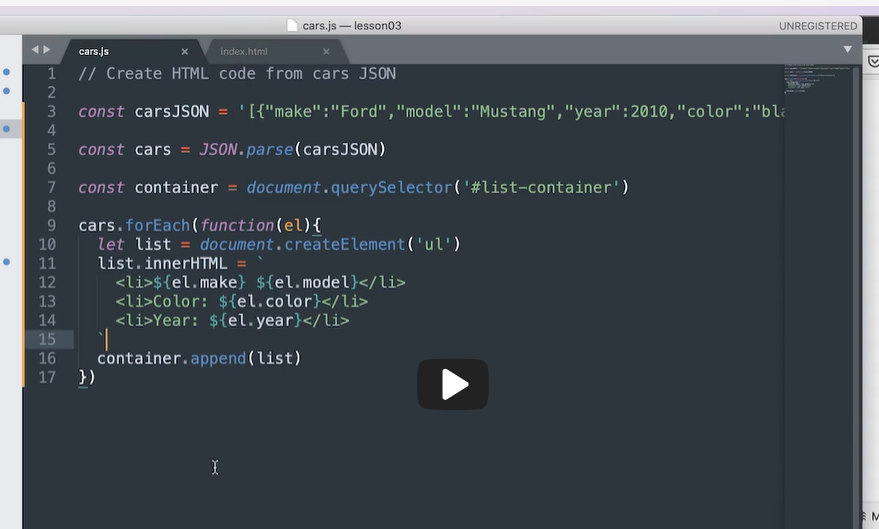 cars.js — lesson03
UNREGISTERED
cars.js
index.html
1 // Create HTML code from cars JSON
2
3 const carsJSON = '[{"make":"Ford","model":"Mustang","year":2010,"color":"bla
4
5 const cars = JSON.parse(carsJSON)
6
7 const container = document.querySelector('#list-container')
8
9 cars.forEach(function(el){
10 let list = document.createElement('ul')
11 list.innerHTML = `
12 <li>${el.make} ${el.model}</li>
13 <li>Color: ${el.color}</li>
14 <li>Year: ${el.year}</li>
15 `
16 container.append(list)
17 })
M